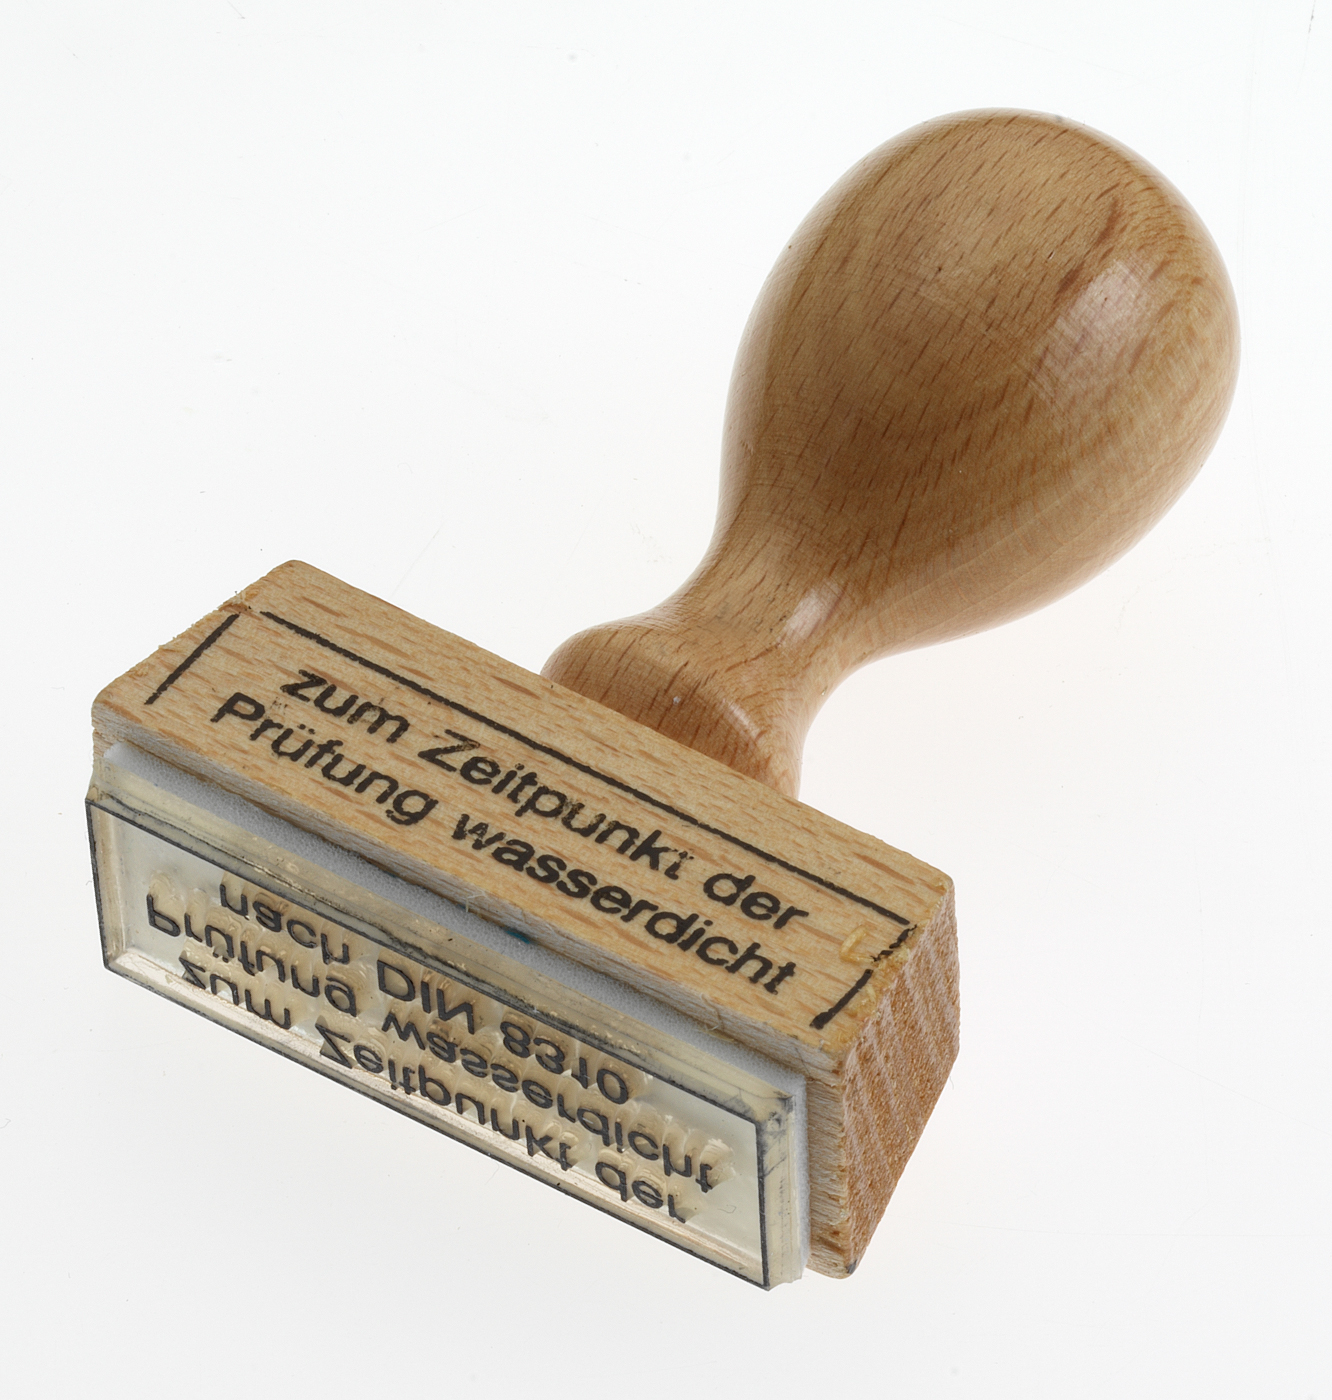 zum Zeitpunkt der
Prüfung wasserdicht
zum Zeitpunkt der
Prüfung wasserdicht
nach DIN 8310